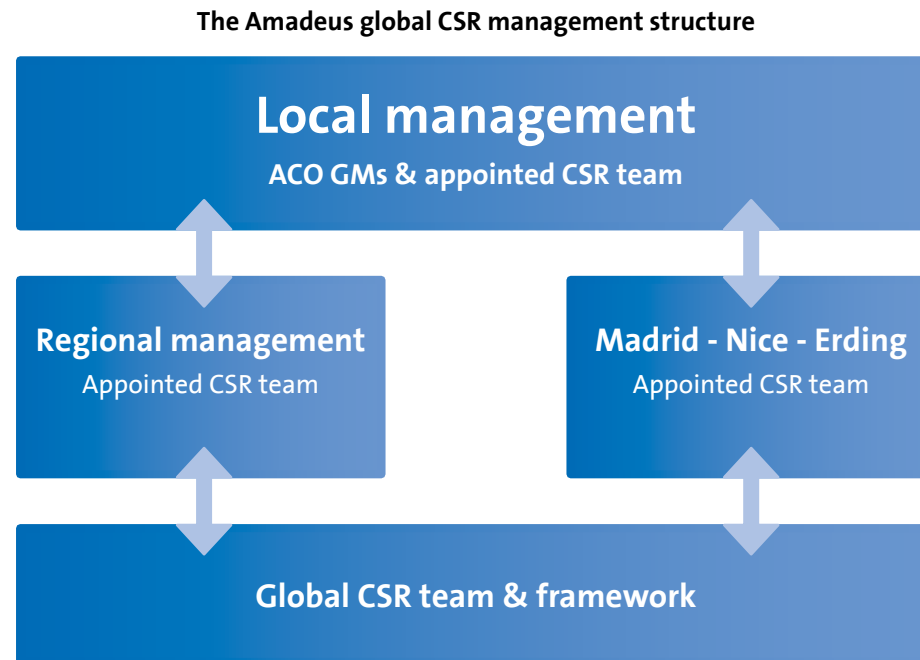 The Amadeus global CSR management structure
Local management
ACO GMs & appointed CSR team
Regional management
Appointed CSR team
Madrid - Nice - Erding
Appointed CSR team
Global CSR team & framework